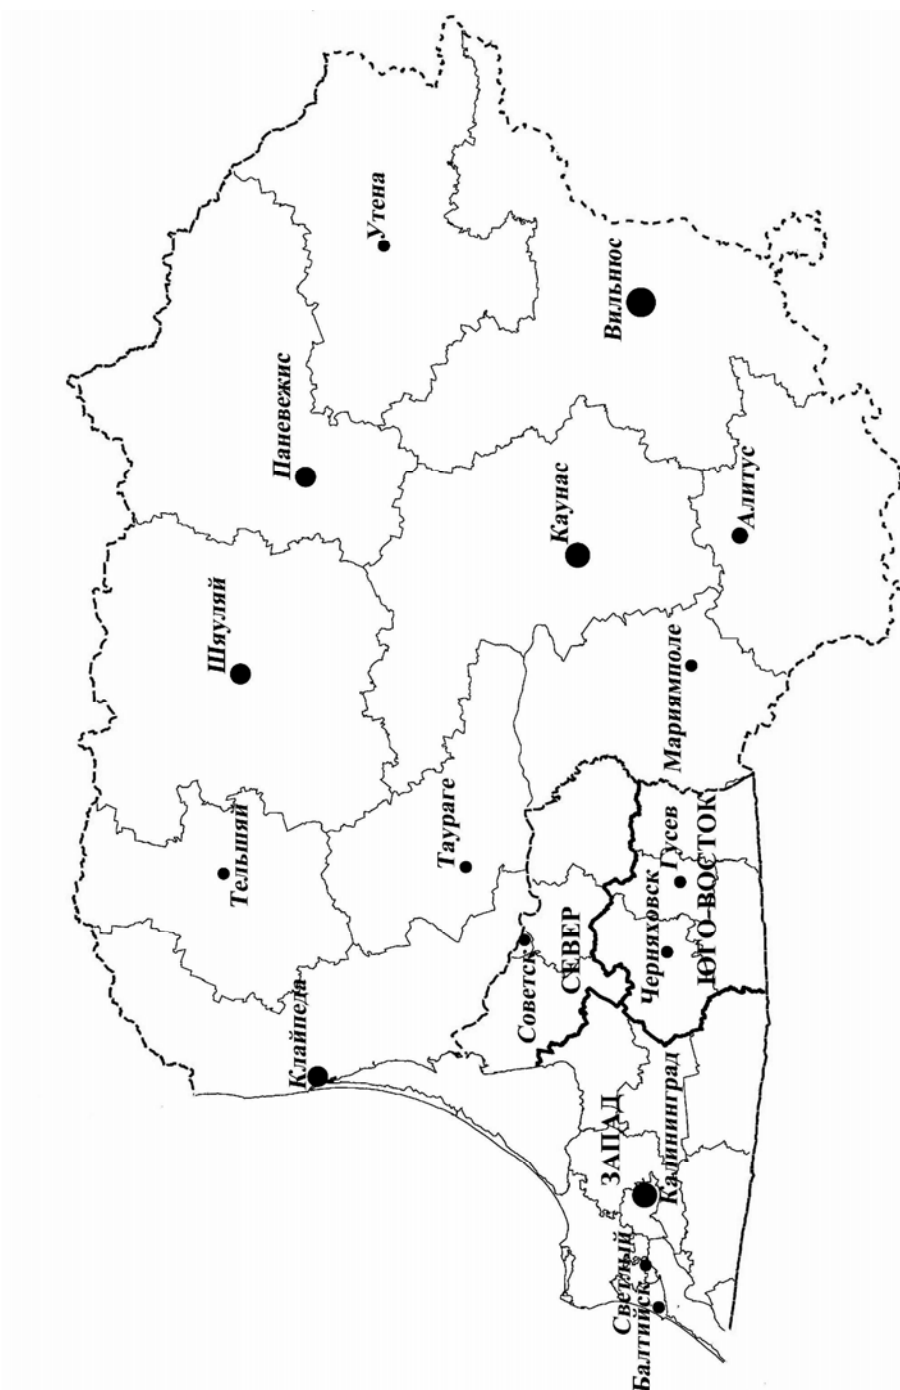 Утена
Паневежис
Вильнюс
Шяуляй
Каунас
Алитус
Тельшяй
Таураге
Мариямполе
Клайпеда
Советск
СЕВЕР
Черняховск
Гусев
ЮГО-ВОСТОК
ЗАПАД
Калининград
Светлый
Балтийск